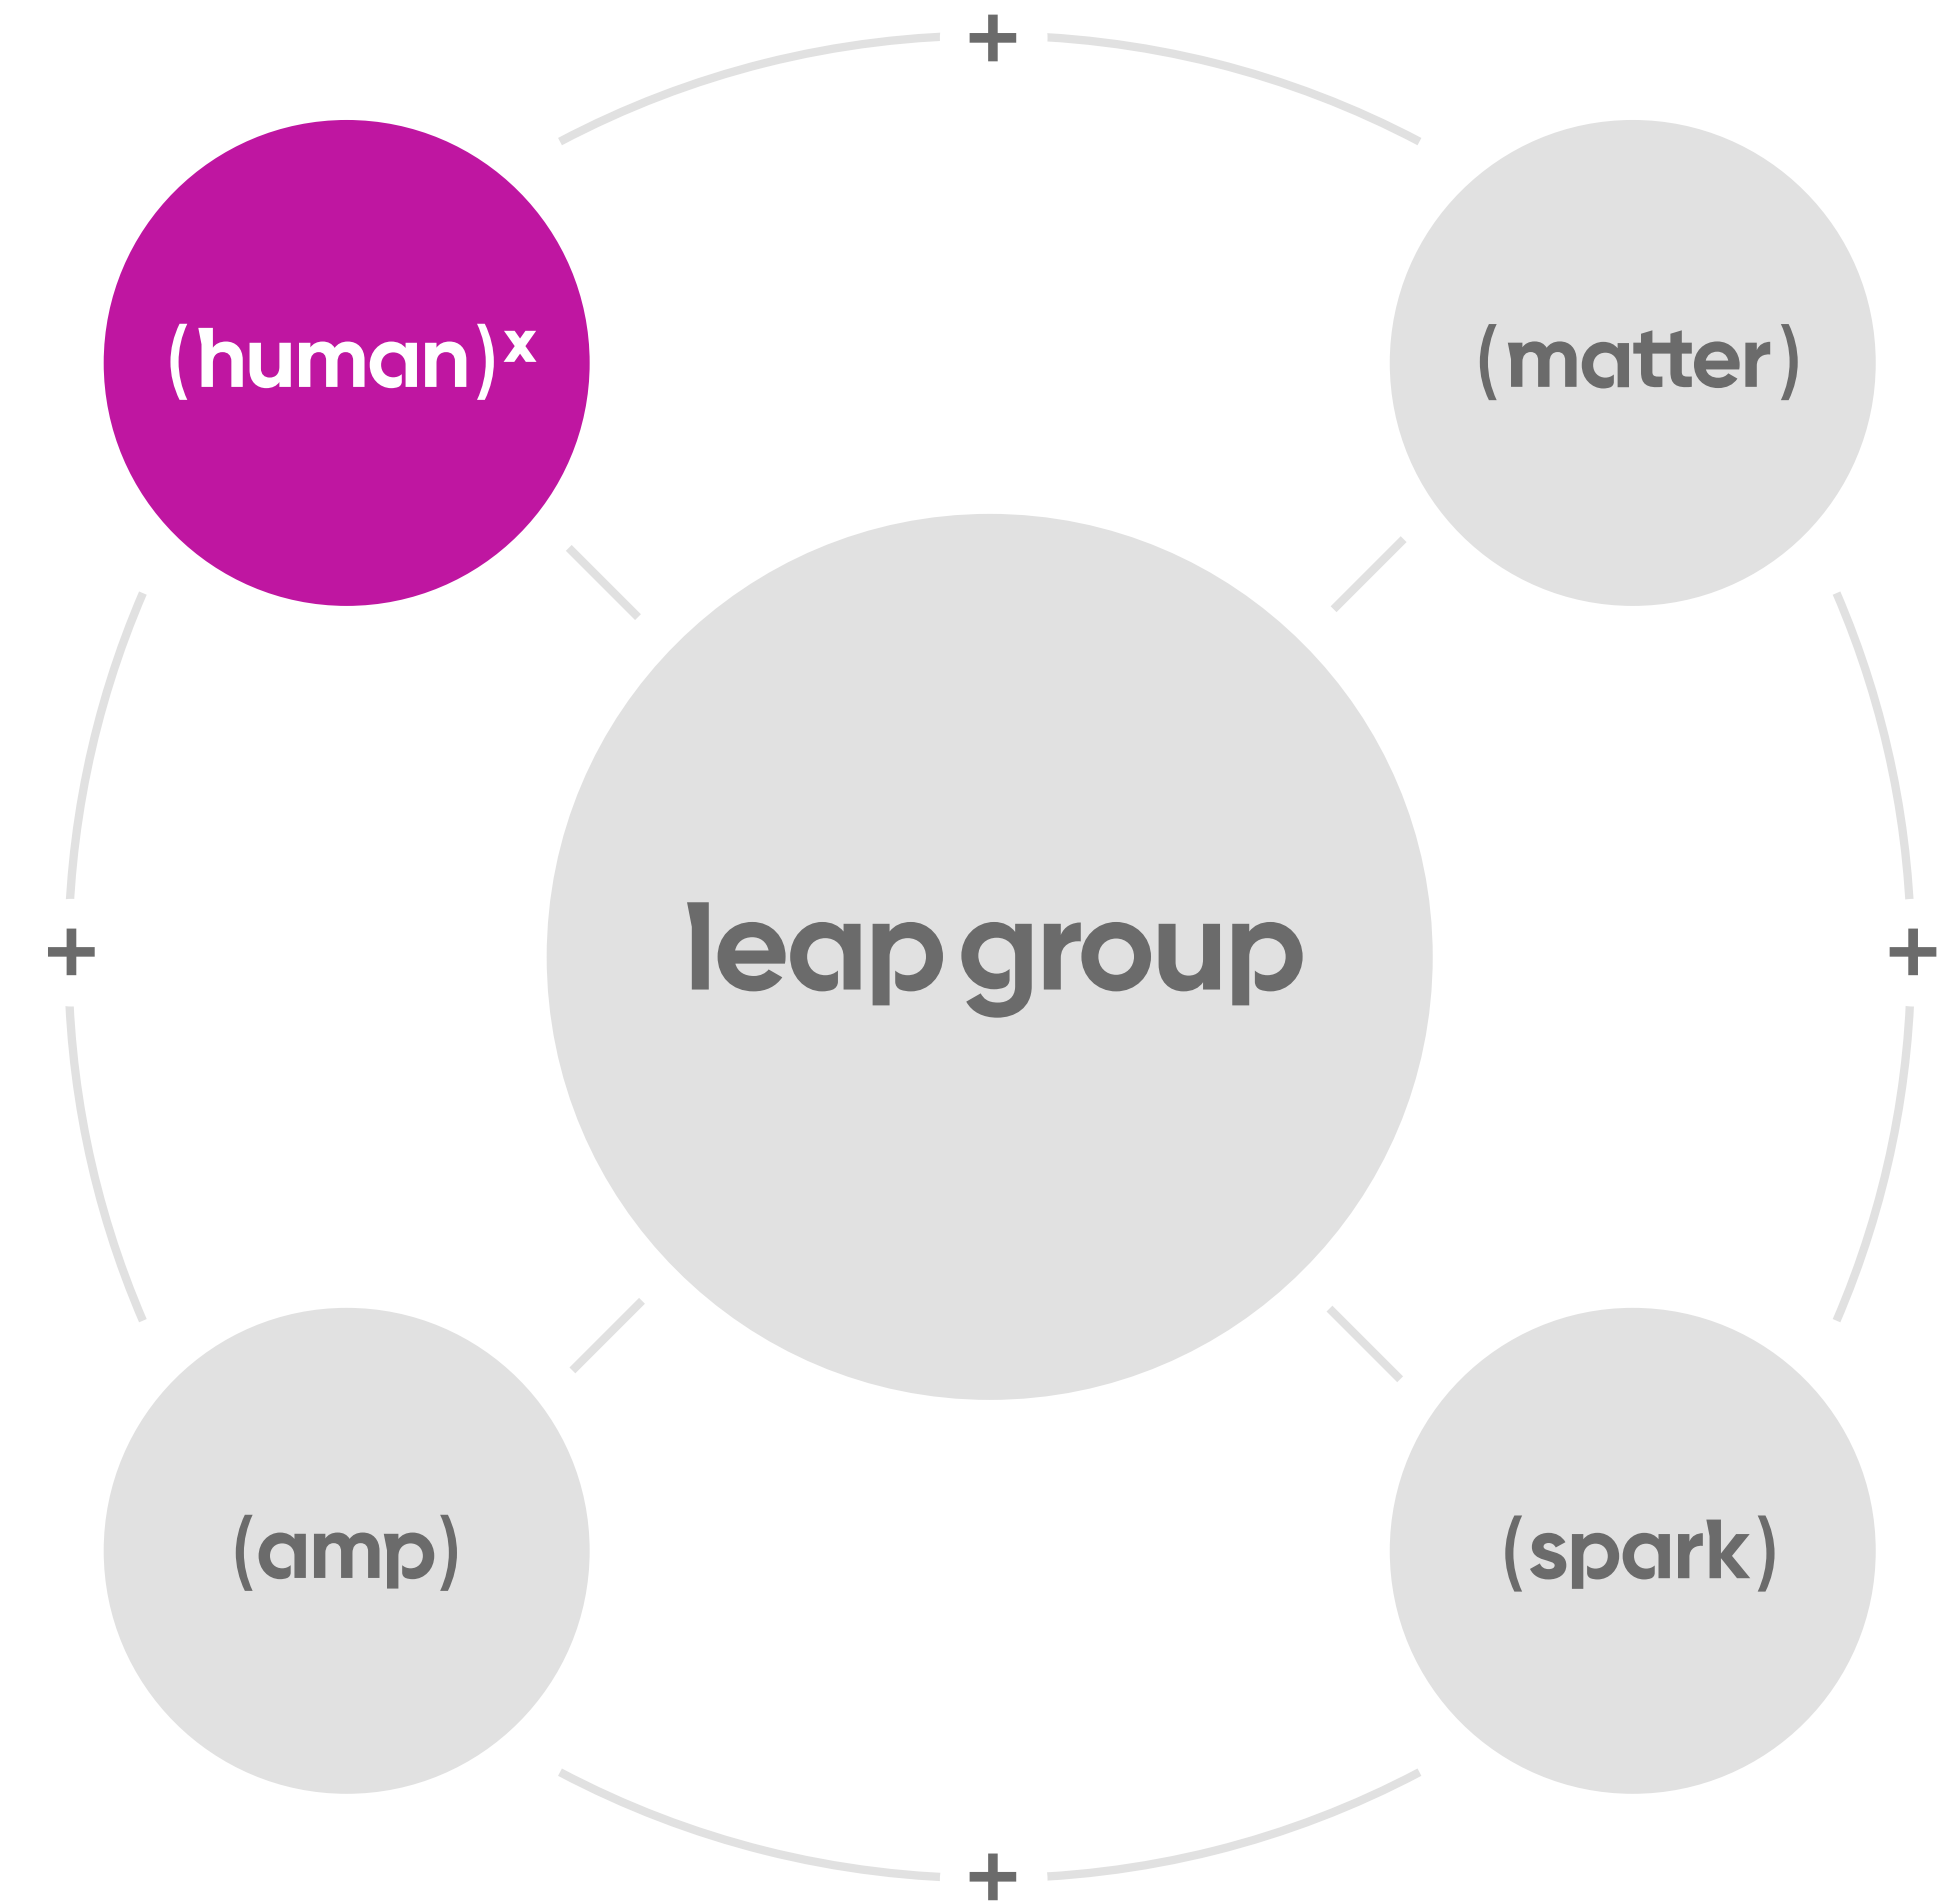 +
(human)x
(matter)
leap group
+
+
(amp)
(spark)
+